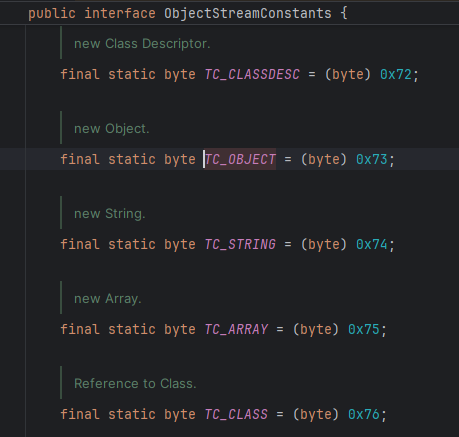 public interface ObjectStreamConstants {
new Class Descriptor.
final static byte TC_CLASSDESC = (byte) 0x72;
new Object.
final static byte TC_OBJECT = (byte) 0x73;
new String.
final static byte TC_STRING = (byte) 0x74;
new Array.
final static byte TC_ARRAY = (byte) 0x75;
Reference to Class.
final static byte TC_CLASS = (byte) 0x76;